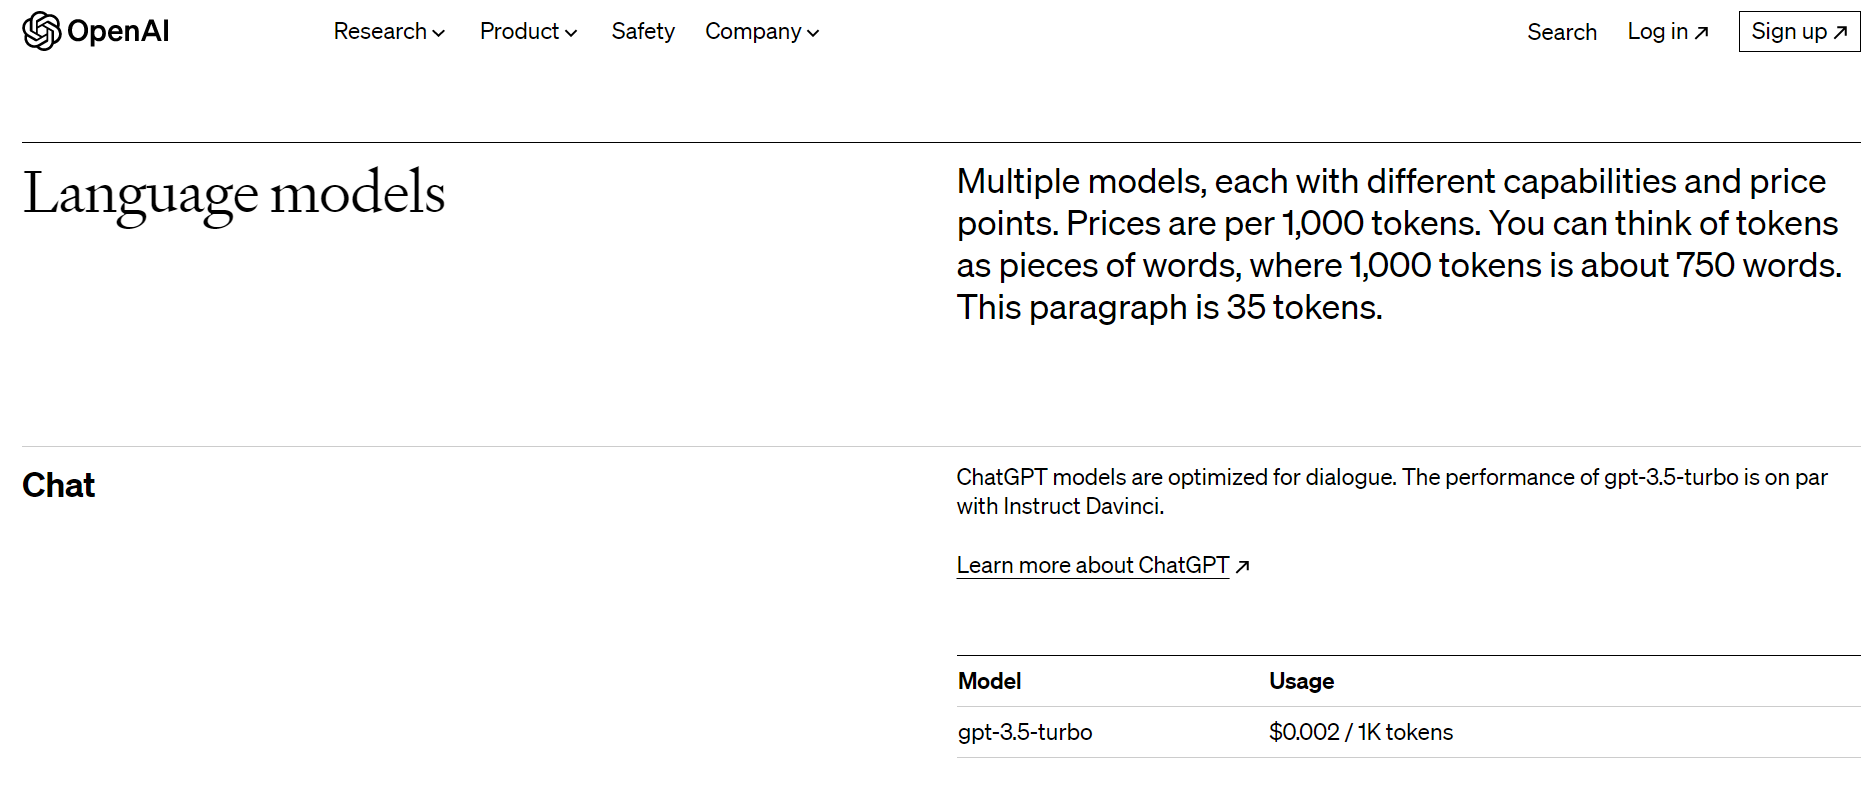 OpenAI
Research
Product
Safety
Company
Search
Log in
Sign up
Language models
Multiple models, each with different capabilities and price
points. Prices are per 1,000 tokens. You can think of tokens
as pieces of words, where 1,000 tokens is about 750 words.
This paragraph is 35 tokens.
Chat
ChatGPT models are optimized for dialogue. The performance of gpt-3.5-turbo is on par
with Instruct Davinci.
Learn more about ChatGPT
Model Usage
gpt-3.5-turbo $0.002 / 1K tokens